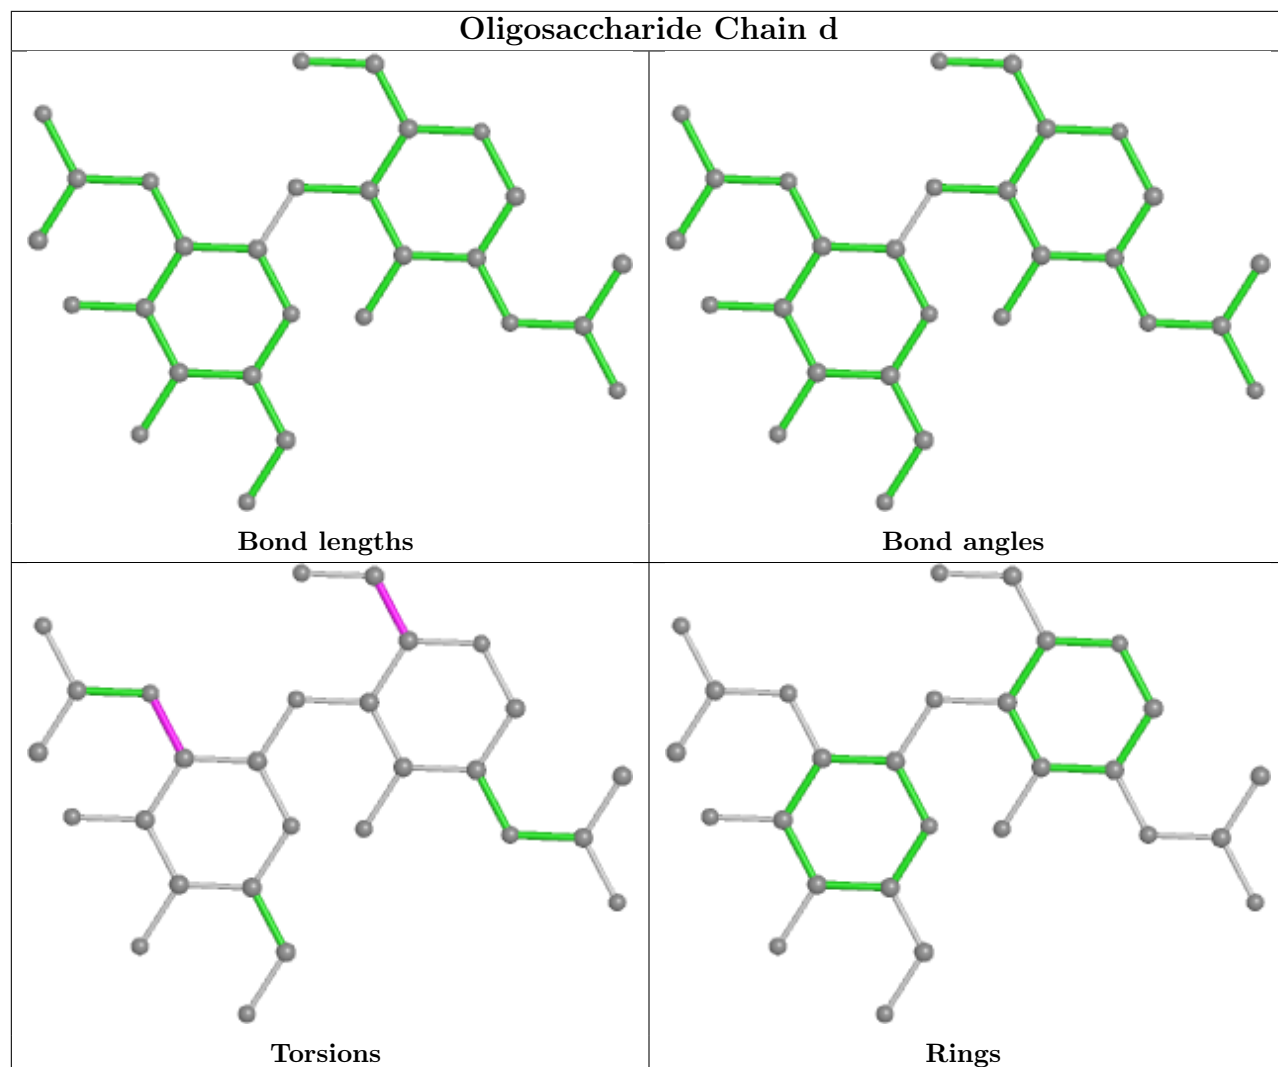 Oligosaccharide Chain d
Bond lengths
Bond angles
Torsions
Rings